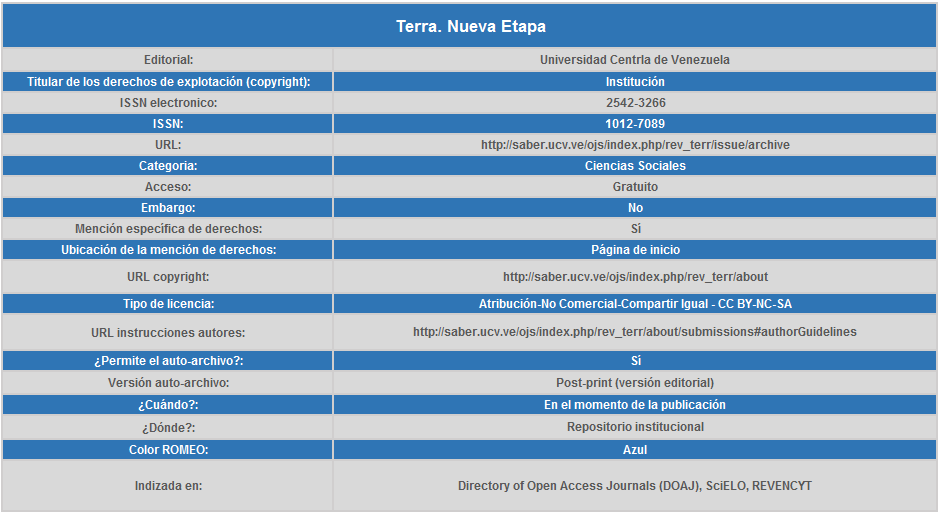 Terra. Nueva Etapa
Editorial: Universidad Centrla de Venezuela
Titular de los derechos de explotación (copyright): Institución
ISSN electronico: 2542-3266
ISSN: 1012-7089
URL: http://saber.ucv.ve/ojs/index.php/rev_terr/issue/archive
Categoria: Ciencias Sociales
Acceso: Gratuito
Embargo: No
Mención específica de derechos: Sí
Ubicación de la mención de derechos: Página de inicio
URL copyright: http://saber.ucv.ve/ojs/index.php/rev_terr/about
Tipo de licencia: Atribución-No Comercial-Compartir Igual - CC BY-NC-SA
URL instrucciones autores: http://saber.ucv.ve/ojs/index.php/rev_terr/about/submissions#authorGuidelines
¿Permite el auto-archivo?: Sí
Versión auto-archivo: Post-print (versión editorial)
¿Cuándo?: En el momento de la publicación
¿Dónde?: Repositorio institucional
Color ROMEO: Azul
Indizada en: Directory of Open Access Journals (DOAJ), SciELO, REVENCYT